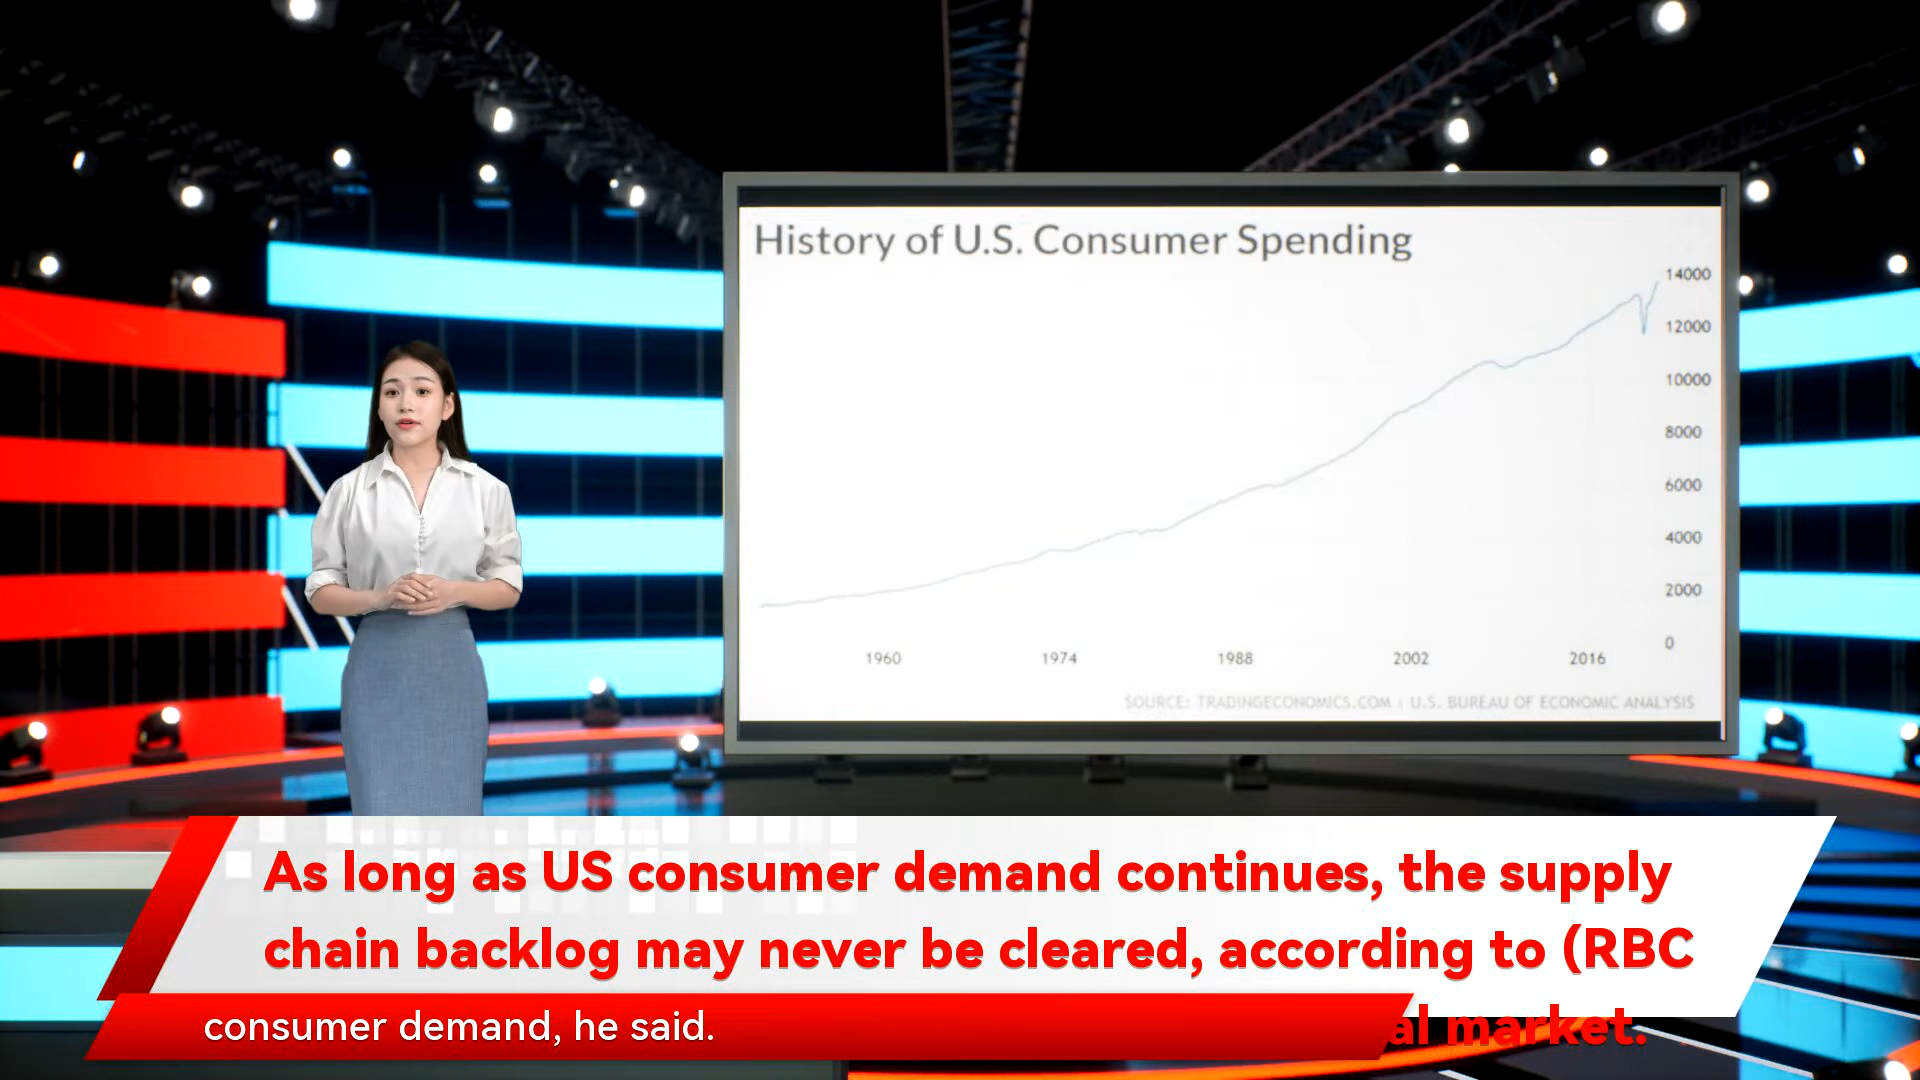 History of U.S. Consumer Spending
14000
12000
10000
8000
6000
4000
2000
0
1960 1974 1988 2002 2016
SOURCE: TRADINGECONOMICS.COM | U.S. BUREAU OF ECONOMIC ANALYSIS
As long as US consumer demand continues, the supply
chain backlog may never be cleared, according to (RBC
market.
consumer demand, he said.